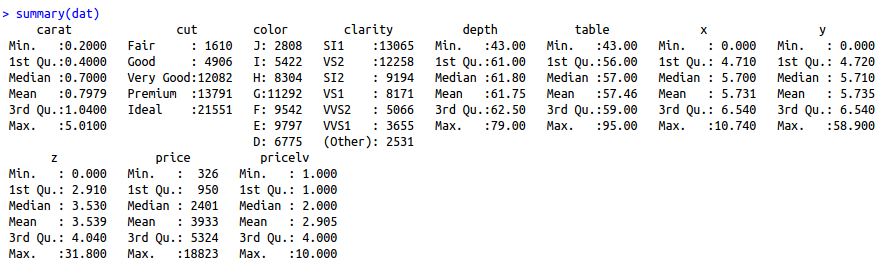 > summary(dat)
     carat             cut        color        clarity          depth           table             x                y
 Min.   :0.2000   Fair     : 1610   J: 2808   SI1    :13065   Min.   :43.00   Min.   :43.00   Min.   : 0.000   Min.   : 0.000
 1st Qu.:0.4000   Good     : 4906   I: 5422   VS2    :12258   1st Qu.:61.00   1st Qu.:56.00   1st Qu.: 4.710   1st Qu.: 4.720
 Median :0.7000   Very Good:12082   H: 8304   SI2    : 9194   Median :61.80   Median :57.00   Median : 5.700   Median : 5.710
 Mean   :0.7979   Premium  :13791   G:11292   VS1    : 8171   Mean   :61.75   Mean   :57.46   Mean   : 5.731   Mean   : 5.735
 3rd Qu.:1.0400   Ideal    :21551   F: 9542   VVS2   : 5066   3rd Qu.:62.50   3rd Qu.:59.00   3rd Qu.: 6.540   3rd Qu.: 6.540
 Max.   :5.0100                     E: 9797   VVS1   : 3655   Max.   :79.00   Max.   :95.00   Max.   :10.740   Max.   :58.900
                                    D: 6775   (Other): 2531
       z              price          pricelv
 Min.   : 0.000   Min.   :  326   Min.   : 1.000
 1st Qu.: 2.910   1st Qu.:  950   1st Qu.: 1.000
 Median : 3.530   Median : 2401   Median : 2.000
 Mean   : 3.539   Mean   : 3933   Mean   : 2.905
 3rd Qu.: 4.040   3rd Qu.: 5324   3rd Qu.: 4.000
 Max.   :31.800   Max.   :18823   Max.   :10.000